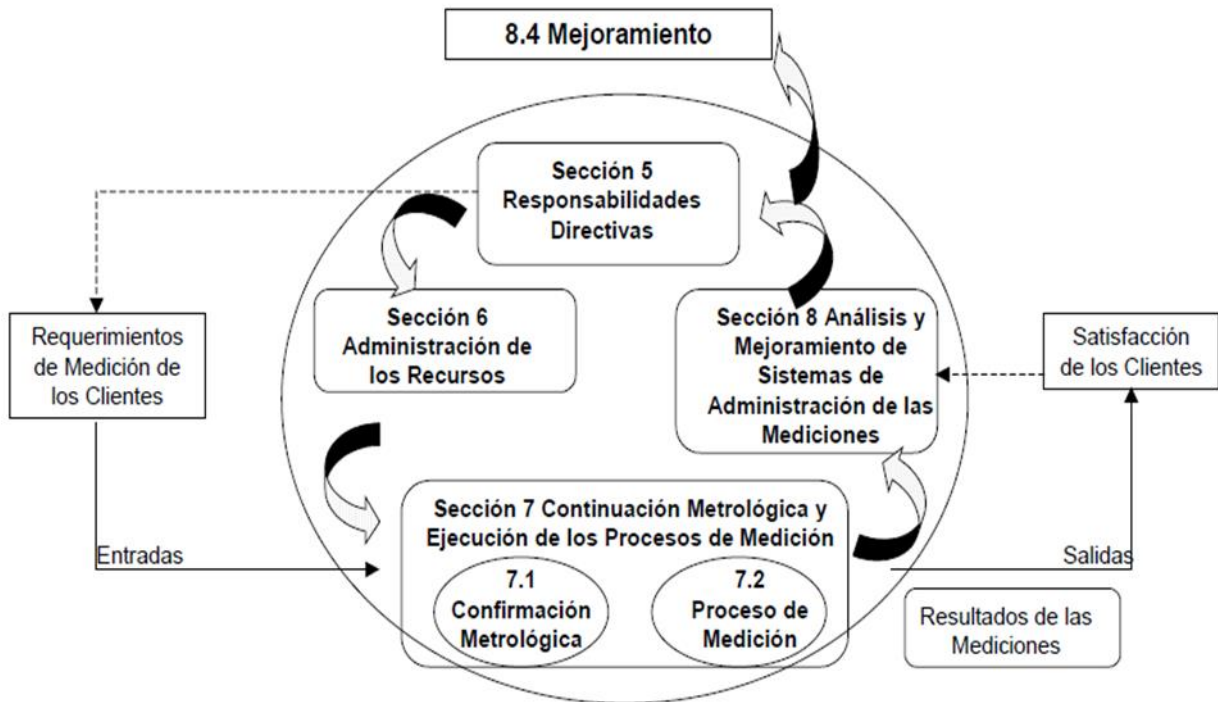 8.4 Mejoramiento
Sección 5
Responsabilidades
Directivas
Sección 6
Administración de
los Recursos
Sección 8 Análisis y
Mejoramiento de
Sistemas de
Administración de las
Mediciones
Requerimientos
de Medición de
los Clientes
Satisfacción
de los Clientes
Sección 7 Continuación Metrológica y
Ejecución de los Procesos de Medición
Entradas
7.1
Confirmación
Metrológica
7.2
Proceso de
Medición
Salidas
Resultados de las
Mediciones